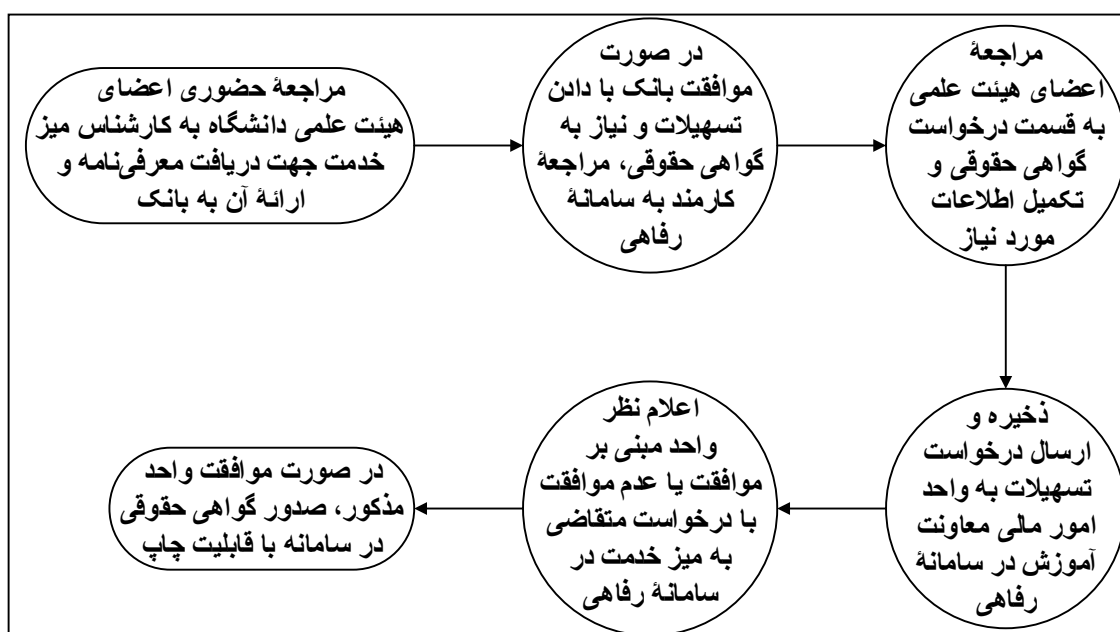 مراجعهٔ حضوری اعضای
هیئت علمی دانشگاه به کارشناس میز
خدمت جهت دریافت معرفی‌نامه و
ارائهٔ آن به بانک
در صورت
موافقت بانک با دادن
تسهیلات و نیاز به
گواهی حقوقی، مراجعهٔ
کارمند به سامانهٔ
رفاهی
مراجعهٔ
اعضای هیئت علمی
به قسمت درخواست
گواهی حقوقی و
تکمیل اطلاعات
مورد نیاز
ذخیره و
ارسال درخواست
تسهیلات به واحد
امور مالی معاونت
آموزش در سامانهٔ
رفاهی
اعلام نظر
واحد مبنی بر
موافقت یا عدم موافقت
با درخواست متقاضی
به میز خدمت در
سامانهٔ رفاهی
در صورت موافقت واحد
مذکور، صدور گواهی حقوقی
در سامانه با قابلیت چاپ